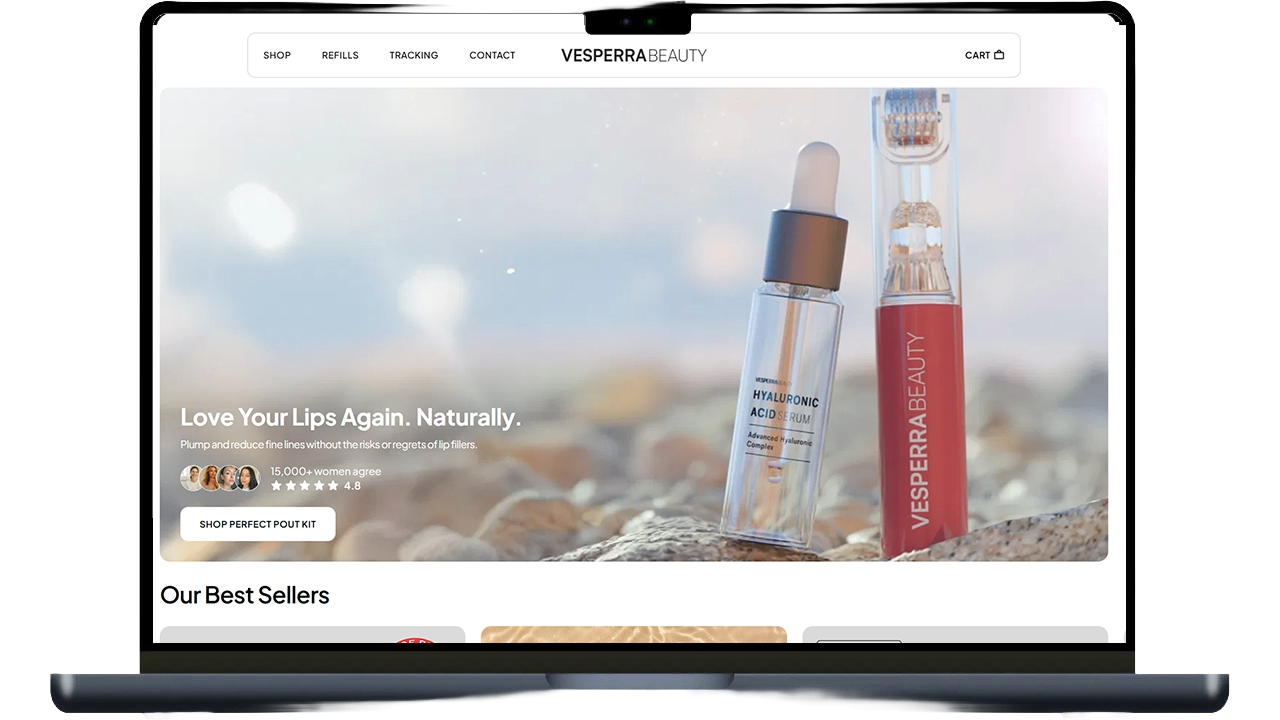 SHOP
REFILLS
TRACKING
CONTACT
VESPERRABEAUTY
CART
Love Your Lips Again. Naturally.
Plump and reduce fine lines without the risks or regrets of lip fillers.
15,000+ women agree
4.8
SHOP PERFECT POUT KIT
VESPERRABEAUTY
HYALURONIC
ACID SERUM
Advanced Hyaluronic
Complex
VESPERRABEAUTY
Our Best Sellers